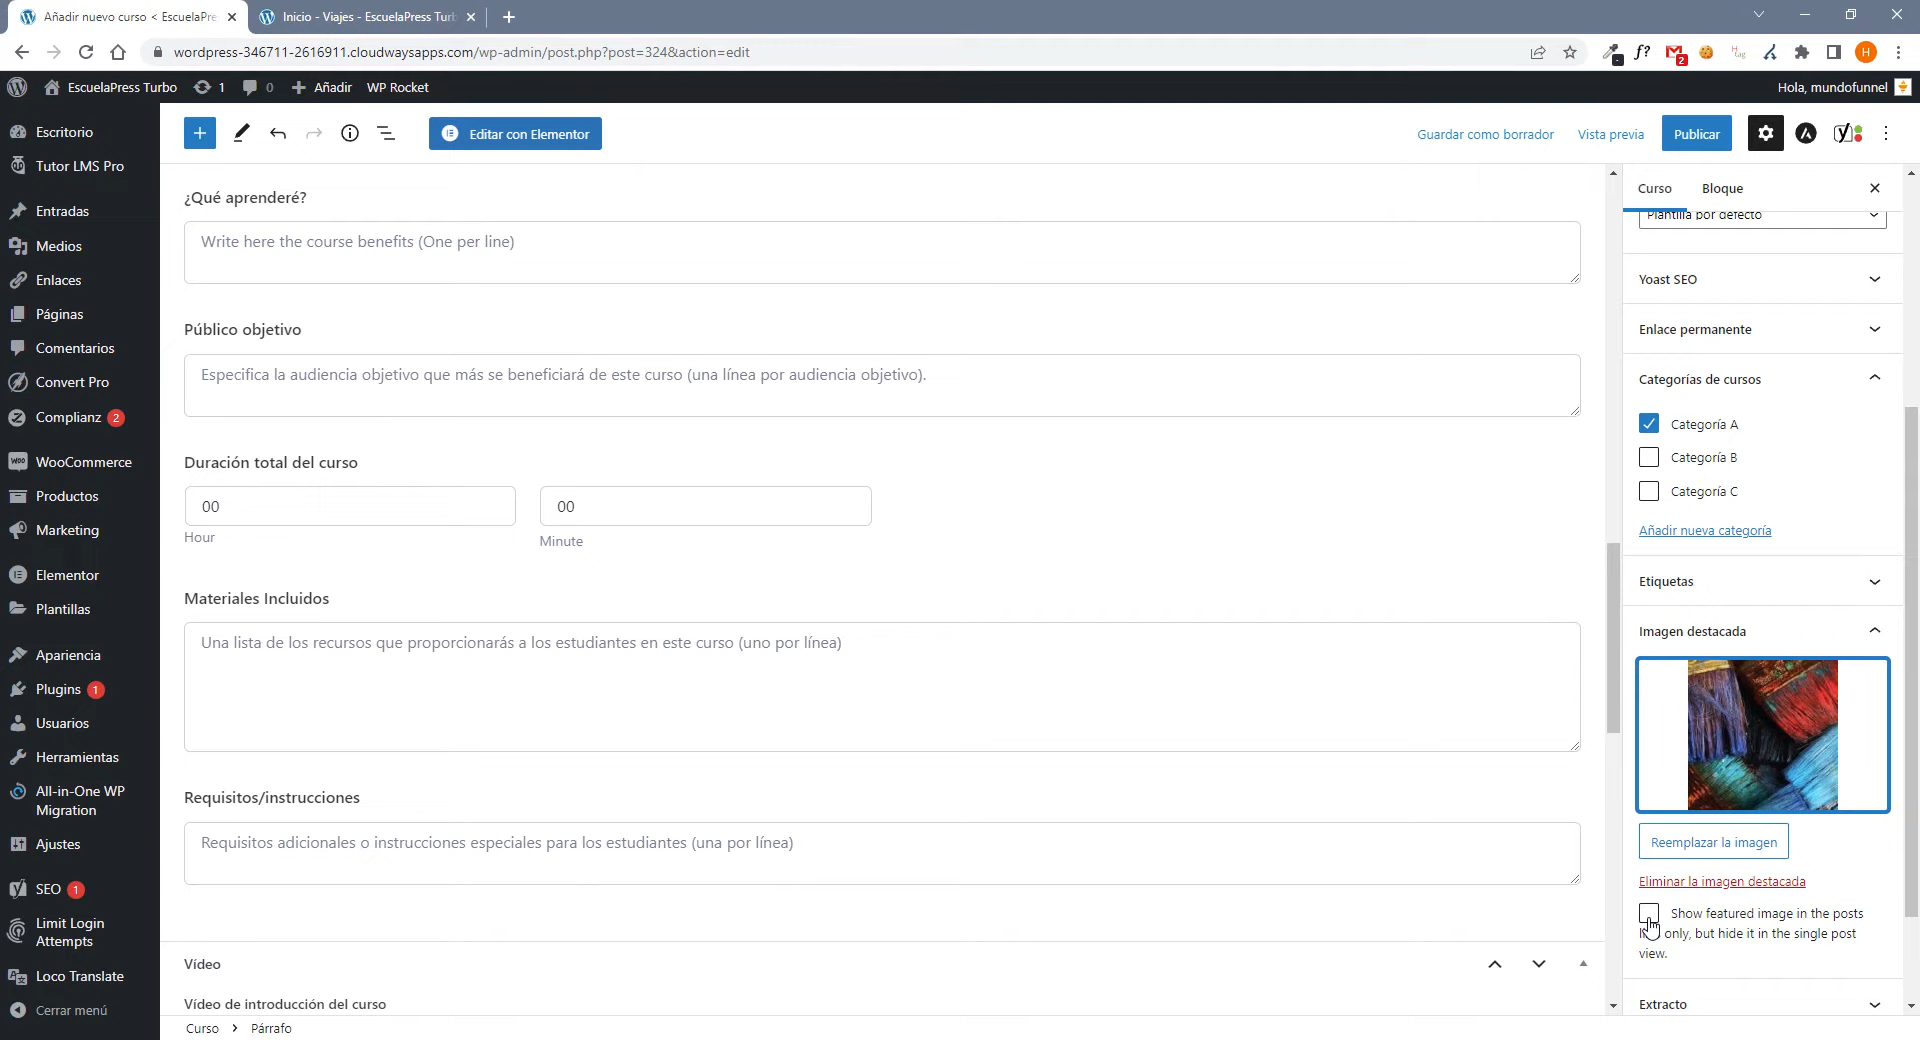 Añadir nuevo curso < EscuelaPre
Inicio - Viajes - EscuelaPress Turb
wordpress-346711-2616911.cloudwaysapps.com/wp-admin/post.php?post=324&action=edit
f?
2
H
EscuelaPress Turbo
1
0
Añadir
WP Rocket
Hola, mundofunnel
Escritorio
Tutor LMS Pro
Entradas
Medios
Enlaces
Páginas
Comentarios
Convert Pro
Complianz 2
WooCommerce
Productos
Marketing
Elementor
Plantillas
Apariencia
Plugins 1
Usuarios
Herramientas
All-in-One WP
Migration
Ajustes
SEO 1
Limit Login
Attempts
Loco Translate
Cerrar menú
Editar con Elementor
Guardar como borrador
Vista previa
Publicar
¿Qué aprenderé?
Write here the course benefits (One per line)
Público objetivo
Especifica la audiencia objetivo que más se beneficiará de este curso (una línea por audiencia objetivo).
Duración total del curso
00
00
Hour
Minute
Materiales Incluidos
Una lista de los recursos que proporcionarás a los estudiantes en este curso (uno por línea)
Requisitos/instrucciones
Requisitos adicionales o instrucciones especiales para los estudiantes (una por línea)
Vídeo
Vídeo de introducción del curso
Curso > Párrafo
Curso
Bloque
Plantilla por defecto
Yoast SEO
Enlace permanente
Categorías de cursos
Categoría A
Categoría B
Categoría C
Añadir nueva categoría
Etiquetas
Imagen destacada
Reemplazar la imagen
Eliminar la imagen destacada
Show featured image in the posts
only, but hide it in the single post
view.
Extracto